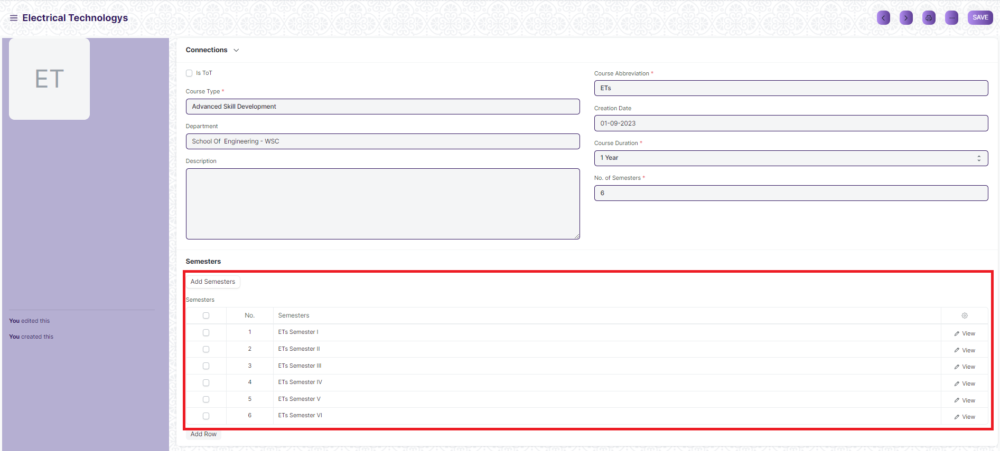 Electrical Technologys
SAVE
ET
You edited this
You created this
Connections
Is ToT
Course Type *
Advanced Skill Development
Department
School Of  Engineering - WSC
Description
Course Abbreviation *
ETs
Creation Date
01-09-2023
Course Duration *
1 Year
No. of Semesters *
6
Semesters
Add Semesters
Semesters
No. Semesters
1 ETs Semester I View
2 ETs Semester II View
3 ETs Semester III View
4 ETs Semester IV View
5 ETs Semester V View
6 ETs Semester VI View
Add Row